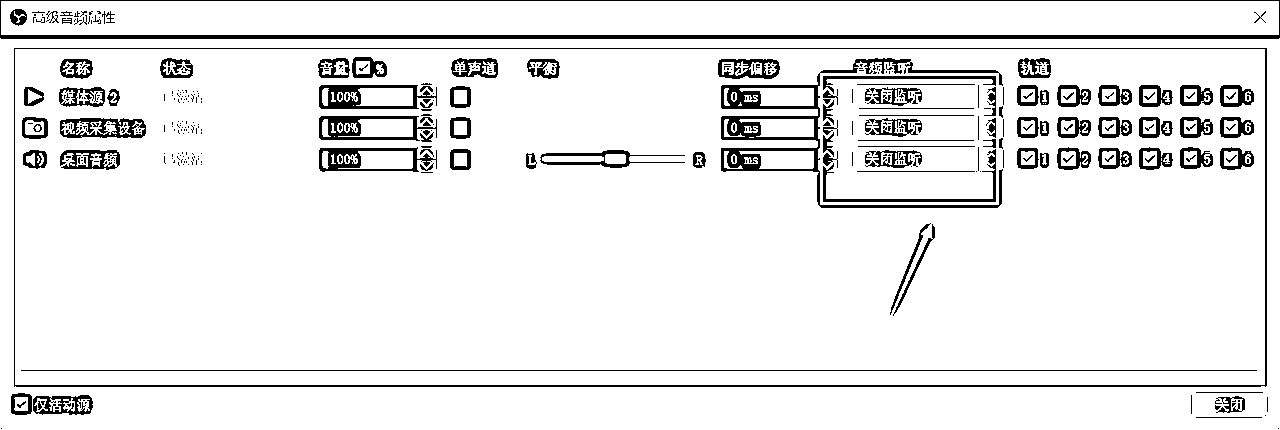 高级音频属性
名称 状态 音量 % 单声道 平衡 同步偏移 音频监听 轨道
媒体源 2 100% 0 ms 关闭监听 1 2 3 4 5 6
视频采集设备 100% 0 ms 关闭监听 1 2 3 4 5 6
桌面音频 100% L R 0 ms 关闭监听 1 2 3 4 5 6
仅活动源 关闭